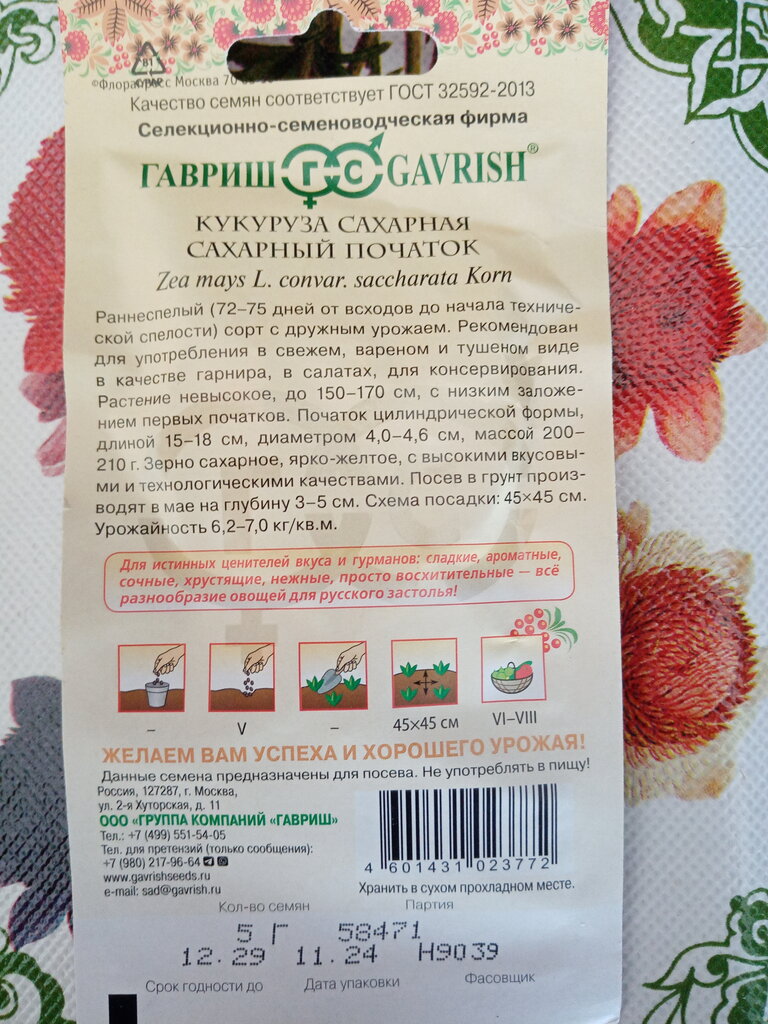 81
C/PAP
Москва
Качество семян соответствует ГОСТ 32592-2013
Селекционно-семеноводческая фирма
ГАВРИШ ГС GAVRISH®
КУКУРУЗА САХАРНАЯ
САХАРНЫЙ ПОЧАТОК
Zea mays L. convar. saccharata Korn
Раннеспелый (72–75 дней от всходов до начала техниче-
ской спелости) сорт с дружным урожаем. Рекомендован
для употребления в свежем, вареном и тушеном виде
в качестве гарнира, в салатах, для консервирования.
Растение невысокое, до 150–170 см, с низким заложе-
нием первых початков. Початок цилиндрической формы,
длиной 15–18 см, диаметром 4,0–4,6 см, массой 200–
210 г. Зерно сахарное, ярко-желтое, с высокими вкусовы-
ми и технологическими качествами. Посев в грунт произ-
водят в мае на глубину 3–5 см. Схема посадки: 45×45 см.
Урожайность 6,2–7,0 кг/кв.м.
Для истинных ценителей вкуса и гурманов: сладкие, ароматные,
сочные, хрустящие, нежные, просто восхитительные — всё
разнообразие овощей для русского застолья!
– V – 45×45 см VI–VIII
ЖЕЛАЕМ ВАМ УСПЕХА И ХОРОШЕГО УРОЖАЯ!
Данные семена предназначены для посева. Не употреблять в пищу!
Россия, 127287, г. Москва,
ул. 2-я Хуторская, д. 11
ООО «ГРУППА КОМПАНИЙ «ГАВРИШ»
Тел.: +7 (499) 551-54-05
Тел. для претензий (только сообщения):
+7 (980) 217-96-64
www.gavrishseeds.ru
e-mail: sad@gavrish.ru
4 601431 023772
Хранить в сухом прохладном месте.
Кол-во семян Партия
5 Г 58471
12.29 11.24 Н9039
Срок годности до Дата упаковки Фасовщик